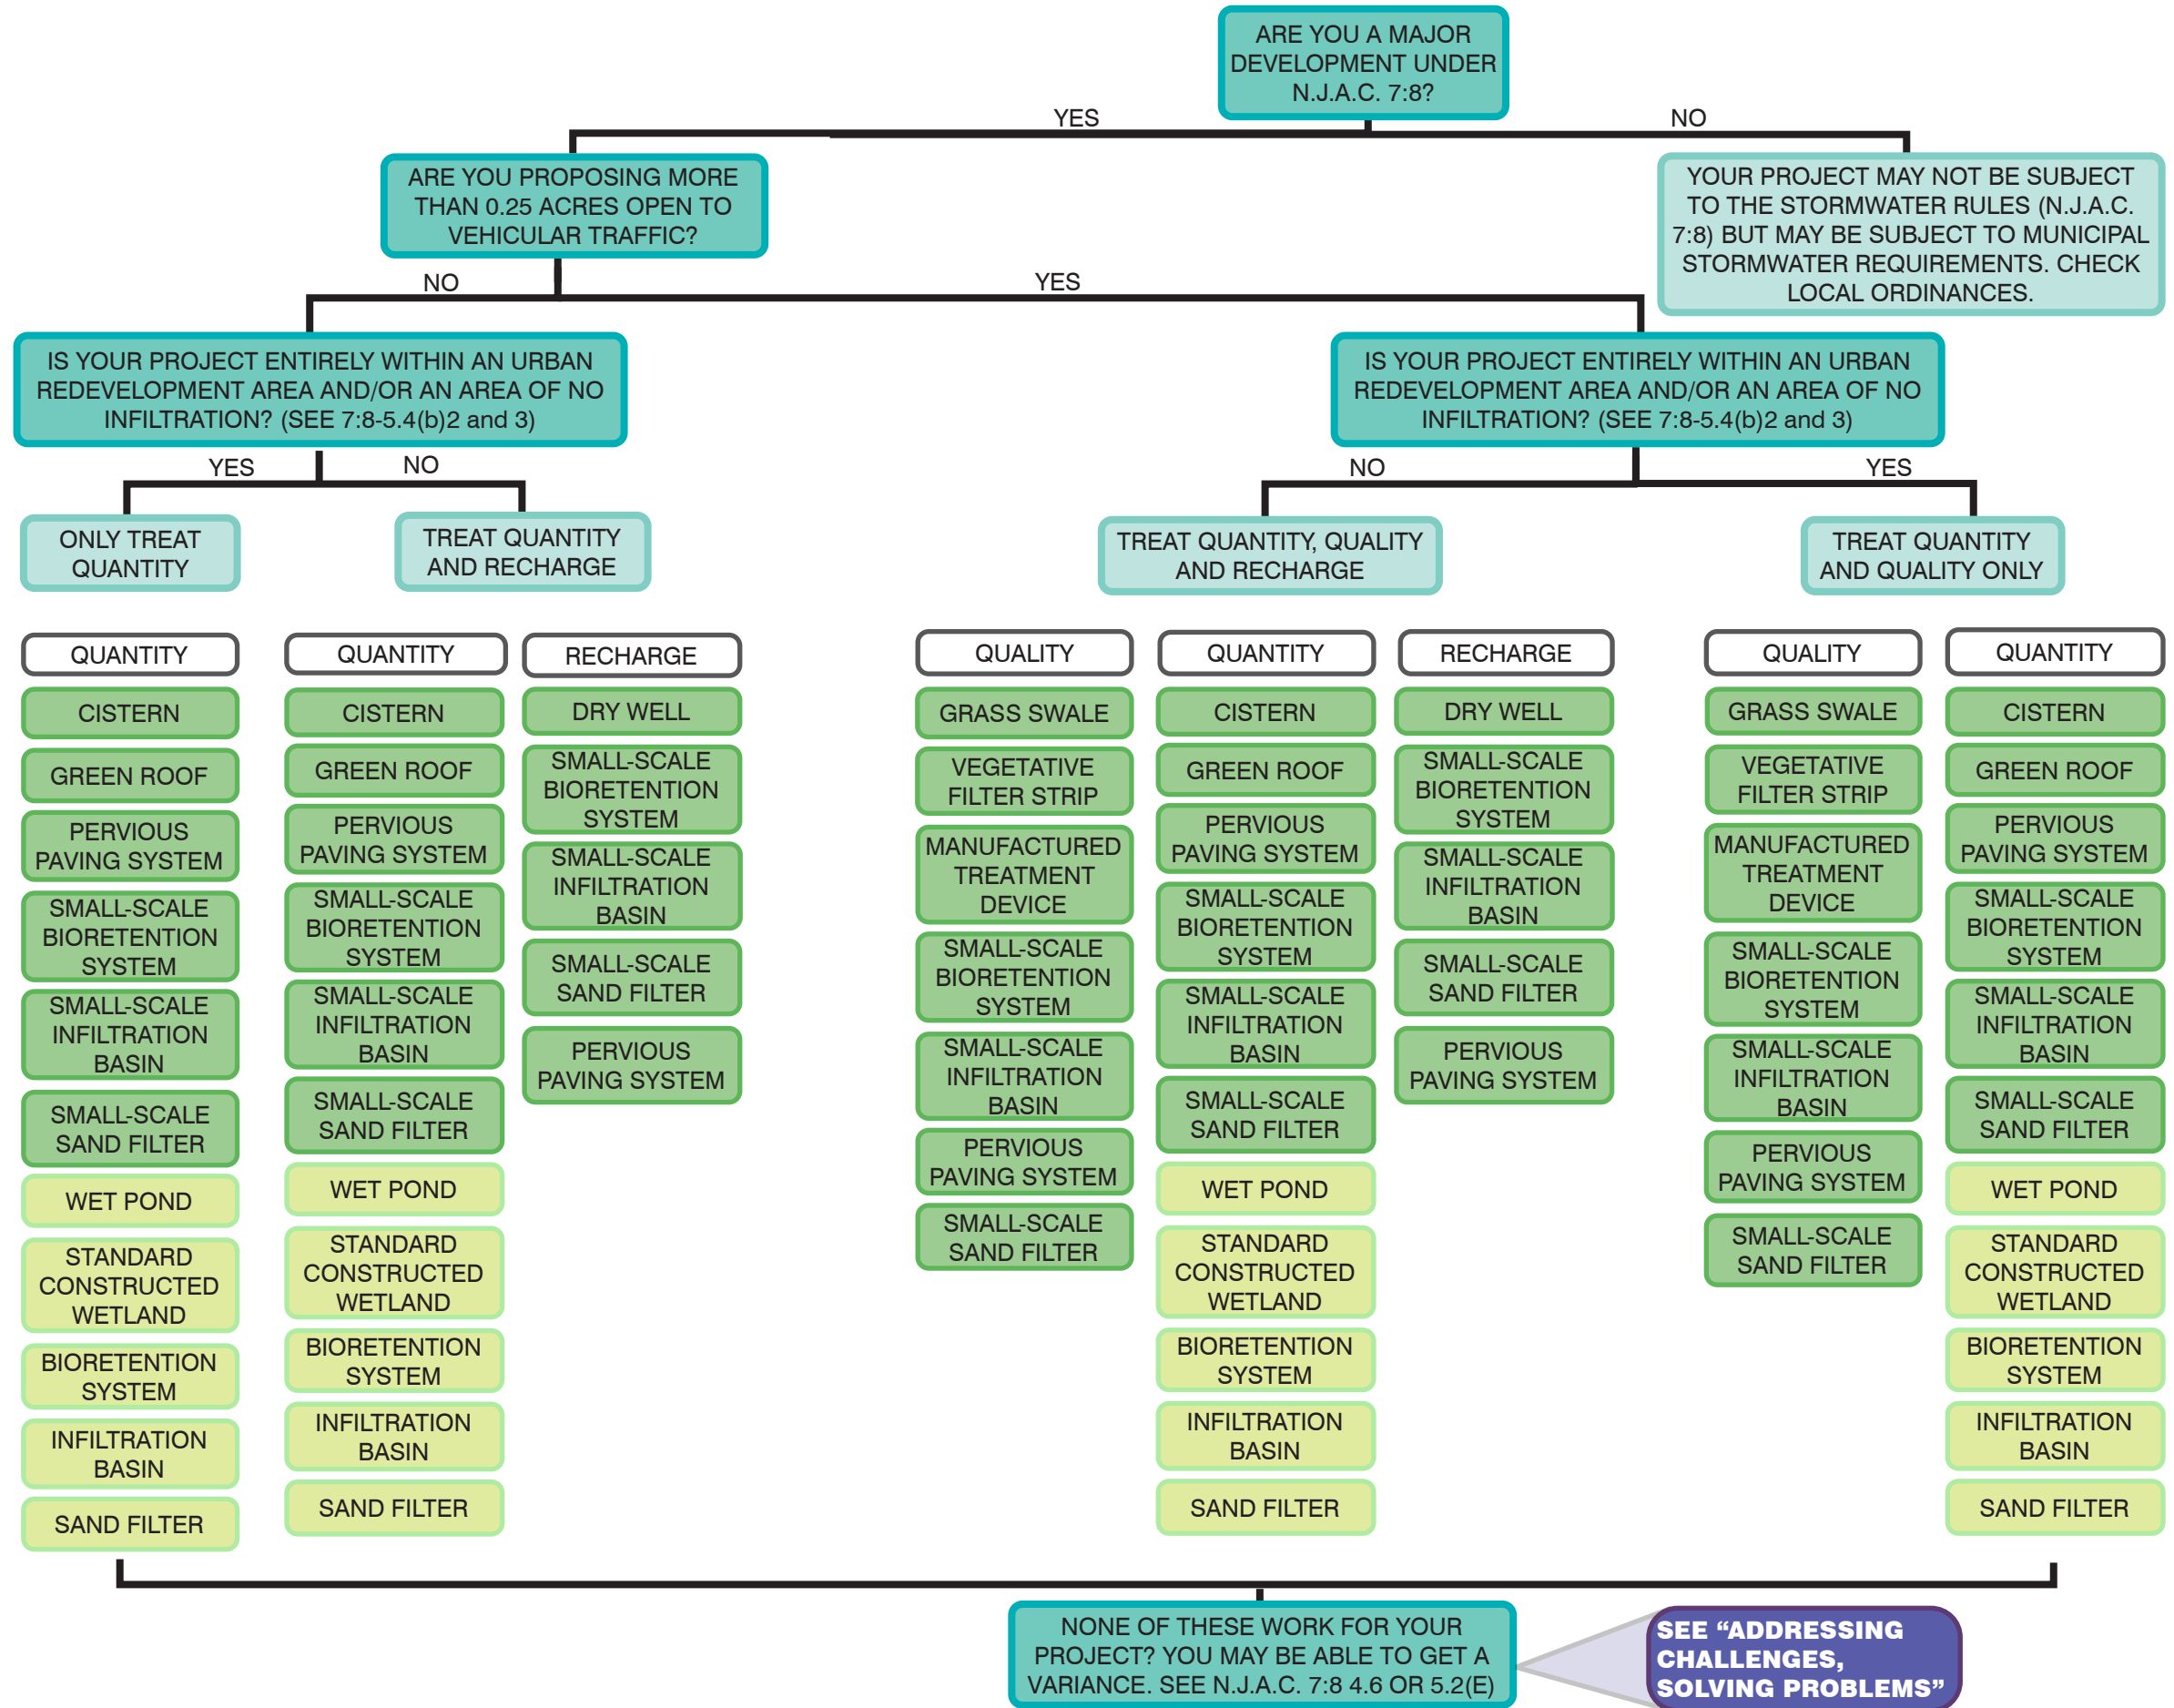 ARE YOU A MAJOR
DEVELOPMENT UNDER
N.J.A.C. 7:8?
YES
NO
ARE YOU PROPOSING MORE
THAN 0.25 ACRES OPEN TO
VEHICULAR TRAFFIC?
YOUR PROJECT MAY NOT BE SUBJECT
TO THE STORMWATER RULES (N.J.A.C.
7:8) BUT MAY BE SUBJECT TO MUNICIPAL
STORMWATER REQUIREMENTS. CHECK
LOCAL ORDINANCES.
NO
YES
IS YOUR PROJECT ENTIRELY WITHIN AN URBAN
REDEVELOPMENT AREA AND/OR AN AREA OF NO
INFILTRATION? (SEE 7:8-5.4(b)2 and 3)
IS YOUR PROJECT ENTIRELY WITHIN AN URBAN
REDEVELOPMENT AREA AND/OR AN AREA OF NO
INFILTRATION? (SEE 7:8-5.4(b)2 and 3)
YES
NO
NO
YES
ONLY TREAT
QUANTITY
TREAT QUANTITY
AND RECHARGE
TREAT QUANTITY, QUALITY
AND RECHARGE
TREAT QUANTITY
AND QUALITY ONLY
QUANTITY
CISTERN
GREEN ROOF
PERVIOUS
PAVING SYSTEM
SMALL-SCALE
BIORETENTION
SYSTEM
SMALL-SCALE
INFILTRATION
BASIN
SMALL-SCALE
SAND FILTER
WET POND
STANDARD
CONSTRUCTED
WETLAND
BIORETENTION
SYSTEM
INFILTRATION
BASIN
SAND FILTER
QUANTITY
CISTERN
GREEN ROOF
PERVIOUS
PAVING SYSTEM
SMALL-SCALE
BIORETENTION
SYSTEM
SMALL-SCALE
INFILTRATION
BASIN
SMALL-SCALE
SAND FILTER
WET POND
STANDARD
CONSTRUCTED
WETLAND
BIORETENTION
SYSTEM
INFILTRATION
BASIN
SAND FILTER
RECHARGE
DRY WELL
SMALL-SCALE
BIORETENTION
SYSTEM
SMALL-SCALE
INFILTRATION
BASIN
SMALL-SCALE
SAND FILTER
PERVIOUS
PAVING SYSTEM
QUALITY
GRASS SWALE
VEGETATIVE
FILTER STRIP
MANUFACTURED
TREATMENT
DEVICE
SMALL-SCALE
BIORETENTION
SYSTEM
SMALL-SCALE
INFILTRATION
BASIN
PERVIOUS
PAVING SYSTEM
SMALL-SCALE
SAND FILTER
QUANTITY
CISTERN
GREEN ROOF
PERVIOUS
PAVING SYSTEM
SMALL-SCALE
BIORETENTION
SYSTEM
SMALL-SCALE
INFILTRATION
BASIN
SMALL-SCALE
SAND FILTER
WET POND
STANDARD
CONSTRUCTED
WETLAND
BIORETENTION
SYSTEM
INFILTRATION
BASIN
SAND FILTER
RECHARGE
DRY WELL
SMALL-SCALE
BIORETENTION
SYSTEM
SMALL-SCALE
INFILTRATION
BASIN
SMALL-SCALE
SAND FILTER
PERVIOUS
PAVING SYSTEM
QUALITY
GRASS SWALE
VEGETATIVE
FILTER STRIP
MANUFACTURED
TREATMENT
DEVICE
SMALL-SCALE
BIORETENTION
SYSTEM
SMALL-SCALE
INFILTRATION
BASIN
PERVIOUS
PAVING SYSTEM
SMALL-SCALE
SAND FILTER
QUANTITY
CISTERN
GREEN ROOF
PERVIOUS
PAVING SYSTEM
SMALL-SCALE
BIORETENTION
SYSTEM
SMALL-SCALE
INFILTRATION
BASIN
SMALL-SCALE
SAND FILTER
WET POND
STANDARD
CONSTRUCTED
WETLAND
BIORETENTION
SYSTEM
INFILTRATION
BASIN
SAND FILTER
NONE OF THESE WORK FOR YOUR
PROJECT? YOU MAY BE ABLE TO GET A
VARIANCE. SEE N.J.A.C. 7:8 4.6 OR 5.2(E)
SEE “ADDRESSING
CHALLENGES,
SOLVING PROBLEMS”